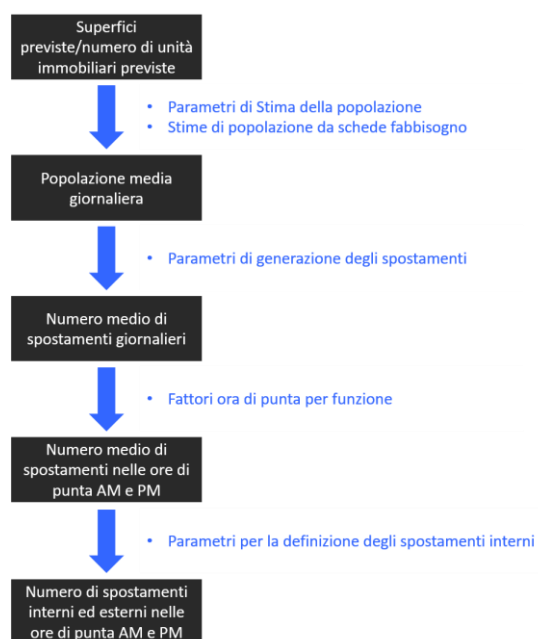 Superfici
previste/numero di unità
immobiliari previste
• Parametri di Stima della popolazione
• Stime di popolazione da schede fabbisogno
Popolazione media
giornaliera
• Parametri di generazione degli spostamenti
Numero medio di
spostamenti giornalieri
• Fattori ora di punta per funzione
Numero medio di
spostamenti nelle ore di
punta AM e PM
• Parametri per la definizione degli spostamenti interni
Numero di spostamenti
interni ed esterni nelle
ore di punta AM e PM